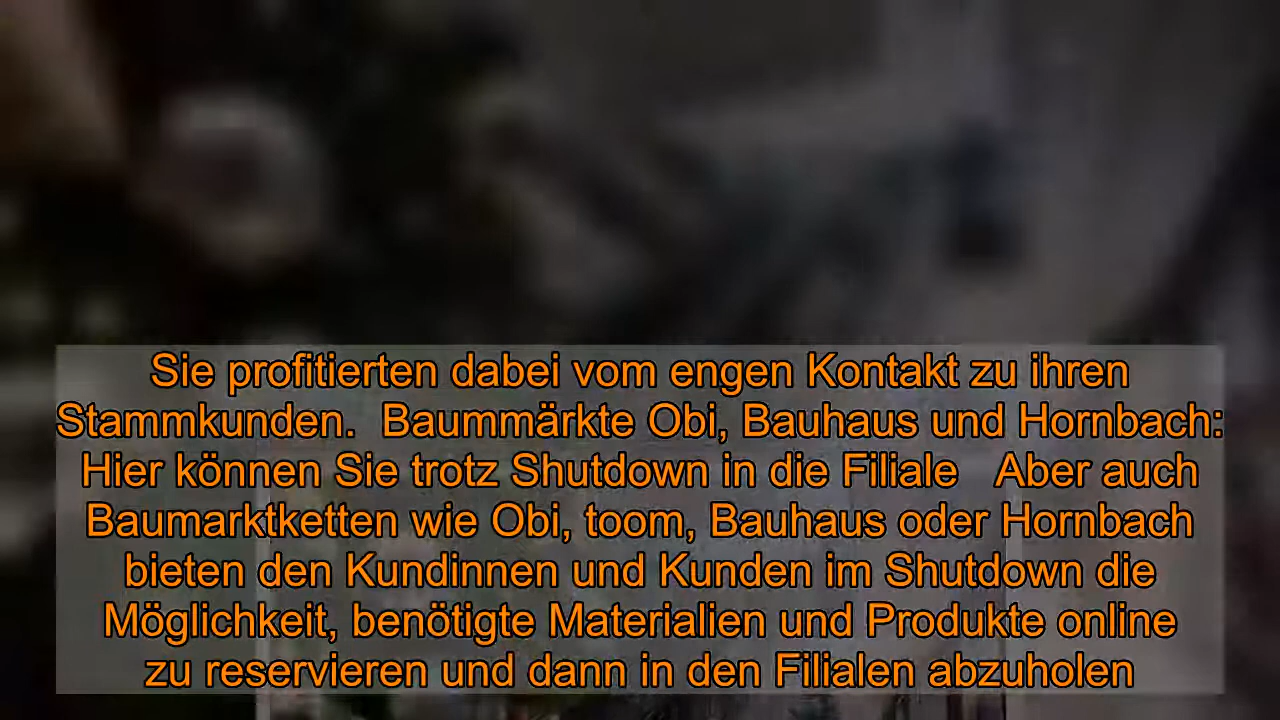 Sie profitierten dabei vom engen Kontakt zu ihren
Stammkunden.  Baummärkte Obi, Bauhaus und Hornbach:
Hier können Sie trotz Shutdown in die Filiale   Aber auch
Baumarktketten wie Obi, toom, Bauhaus oder Hornbach
bieten den Kundinnen und Kunden im Shutdown die
Möglichkeit, benötigte Materialien und Produkte online
zu reservieren und dann in den Filialen abzuholen